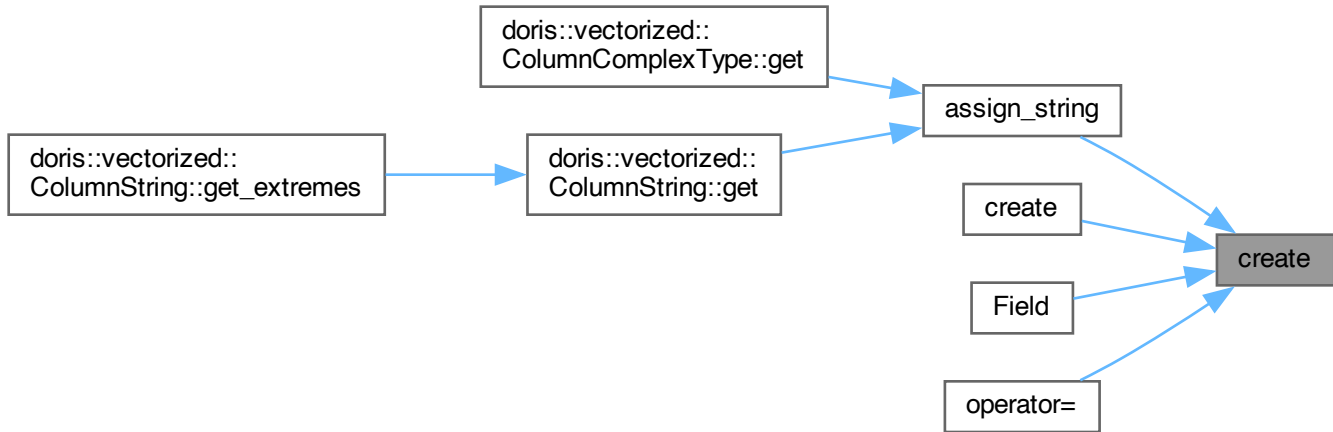 doris::vectorized::
ColumnComplexType::get
assign_string
doris::vectorized::
ColumnString::get_extremes
doris::vectorized::
ColumnString::get
create
create
Field
operator=